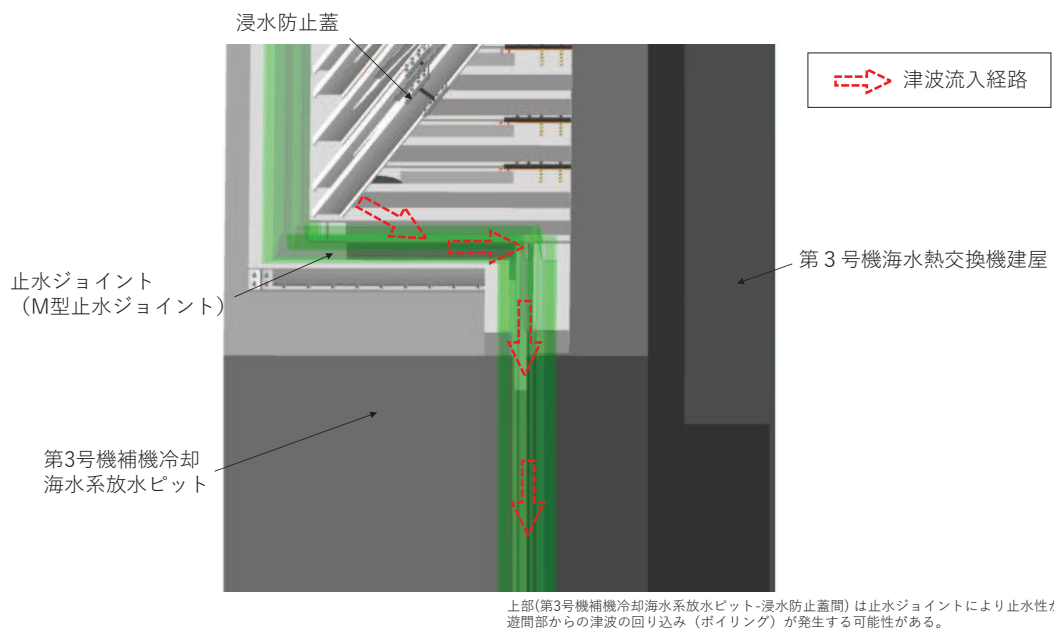 浸水防止蓋
津波流入経路
第３号機海水熱交換機建屋
止水ジョイント
（M型止水ジョイント）
第3号機補機冷却
海水系放水ピット
上部(第3号機補機冷却海水系放水ピット-浸水防止蓋間) は止水ジョイントにより止水性が
遊間部からの津波の回り込み（ボイリング）が発生する可能性がある。